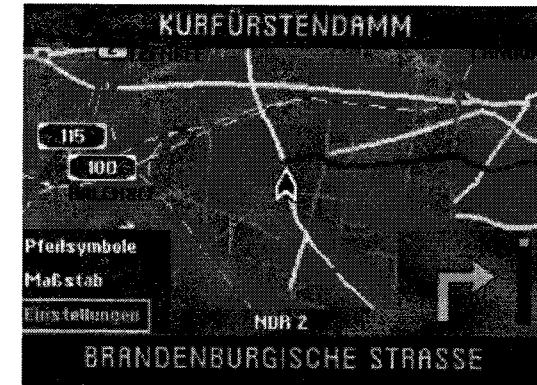 KURFÜRSTENDAMM
115
100
Pfeilsymbole
Maßstab
Einstellungen
NDR 2
BRANDENBURGISCHE STRASSE